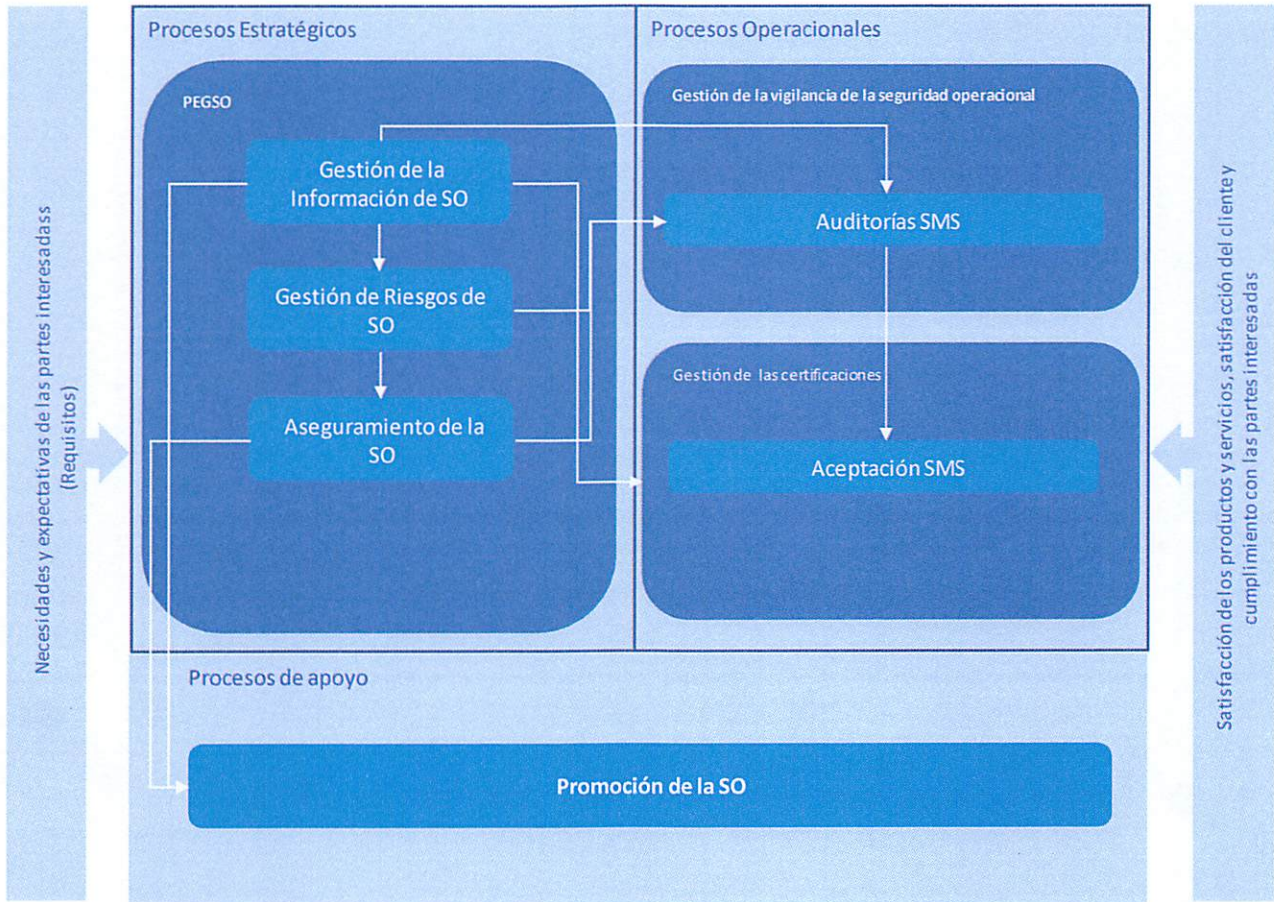 Procesos Estratégicos
Procesos Operacionales
PEGSO
Gestión de la
Información de SO
Gestión de Riesgos de
SO
Aseguramiento de la
SO
Gestión de la vigilancia de la seguridad operacional
Auditorías SMS
Gestión de las certificaciones
Aceptación SMS
Procesos de apoyo
Promoción de la SO
Necesidades y expectativas de las partes interesadass
(Requisitos)
Satisfacción de los productos y servicios, satisfacción del cliente y
cumplimiento con las partes interesadas